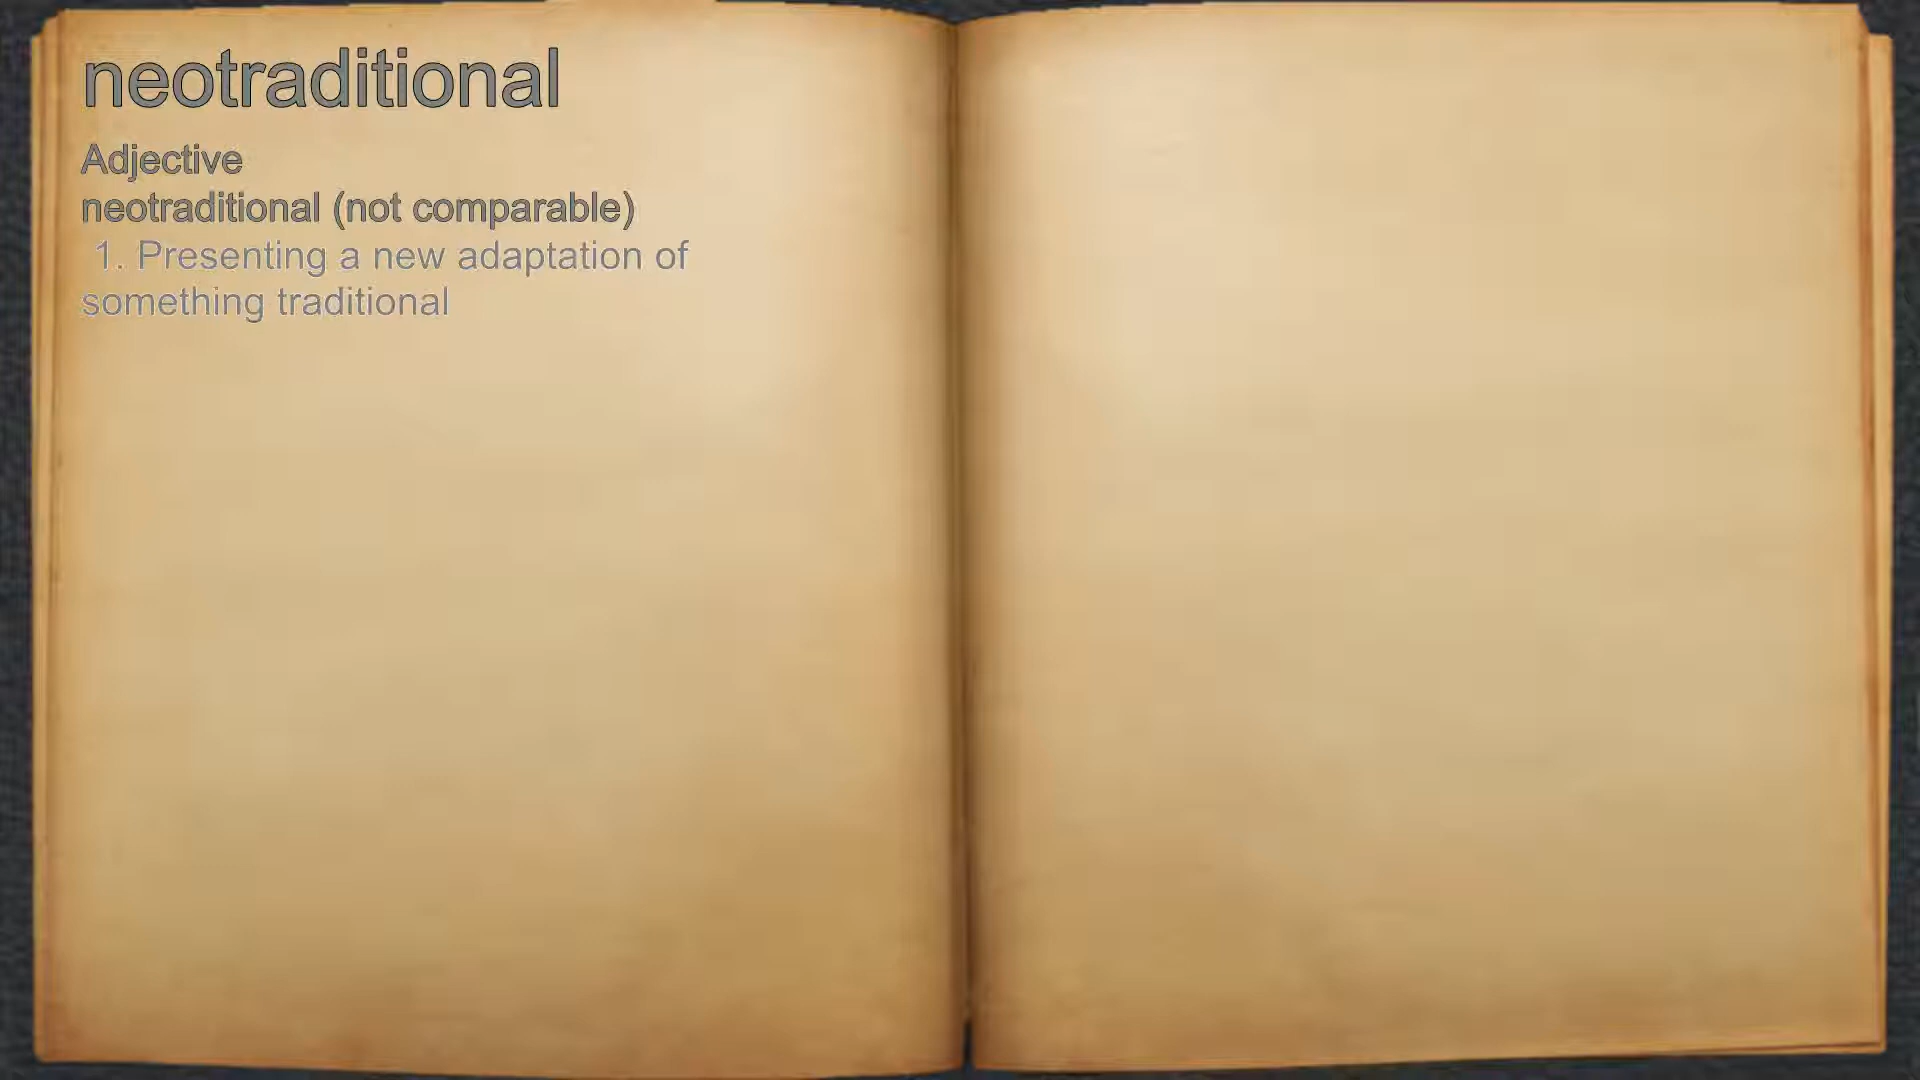 neotraditional
Adjective
neotraditional (not comparable)
1. Presenting a new adaptation of
something traditional